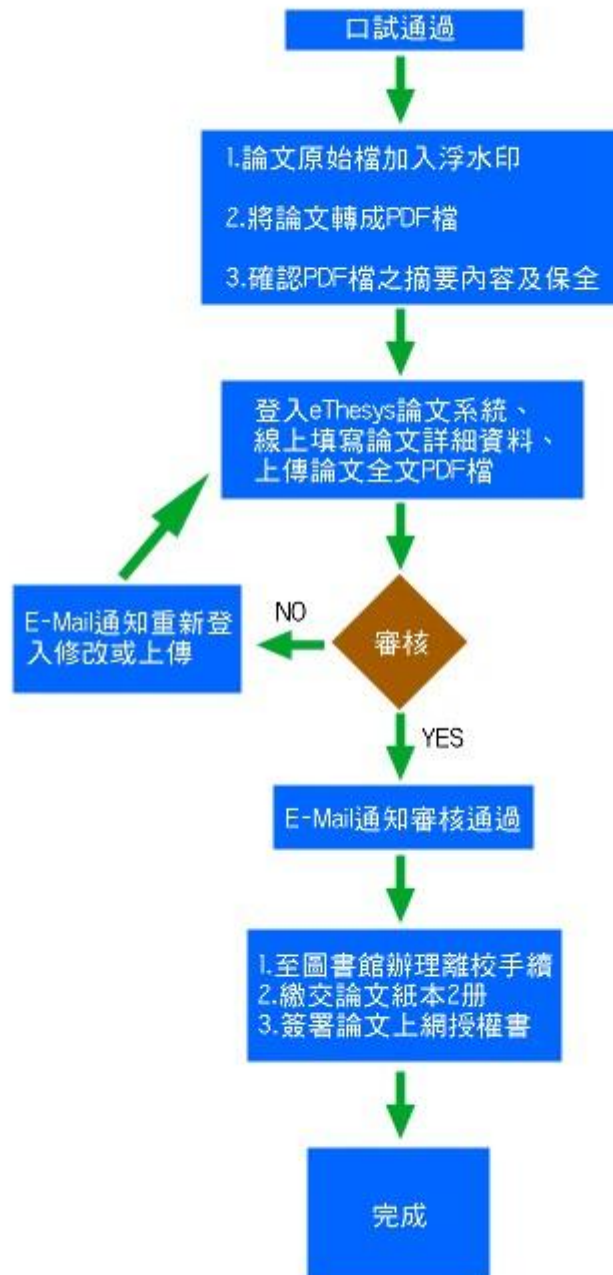 口試通過
1.論文原始檔加入浮水印
2.將論文轉成PDF檔
3.確認PDF檔之摘要內容及保全
登入eThesys論文系統、
線上填寫論文詳細資料、
上傳論文全文PDF檔
審核
NO
E-Mail通知重新登
入修改或上傳
YES
E-Mail通知審核通過
1.至圖書館辦理離校手續
2.繳交論文紙本2册
3.簽署論文上網授權書
完成